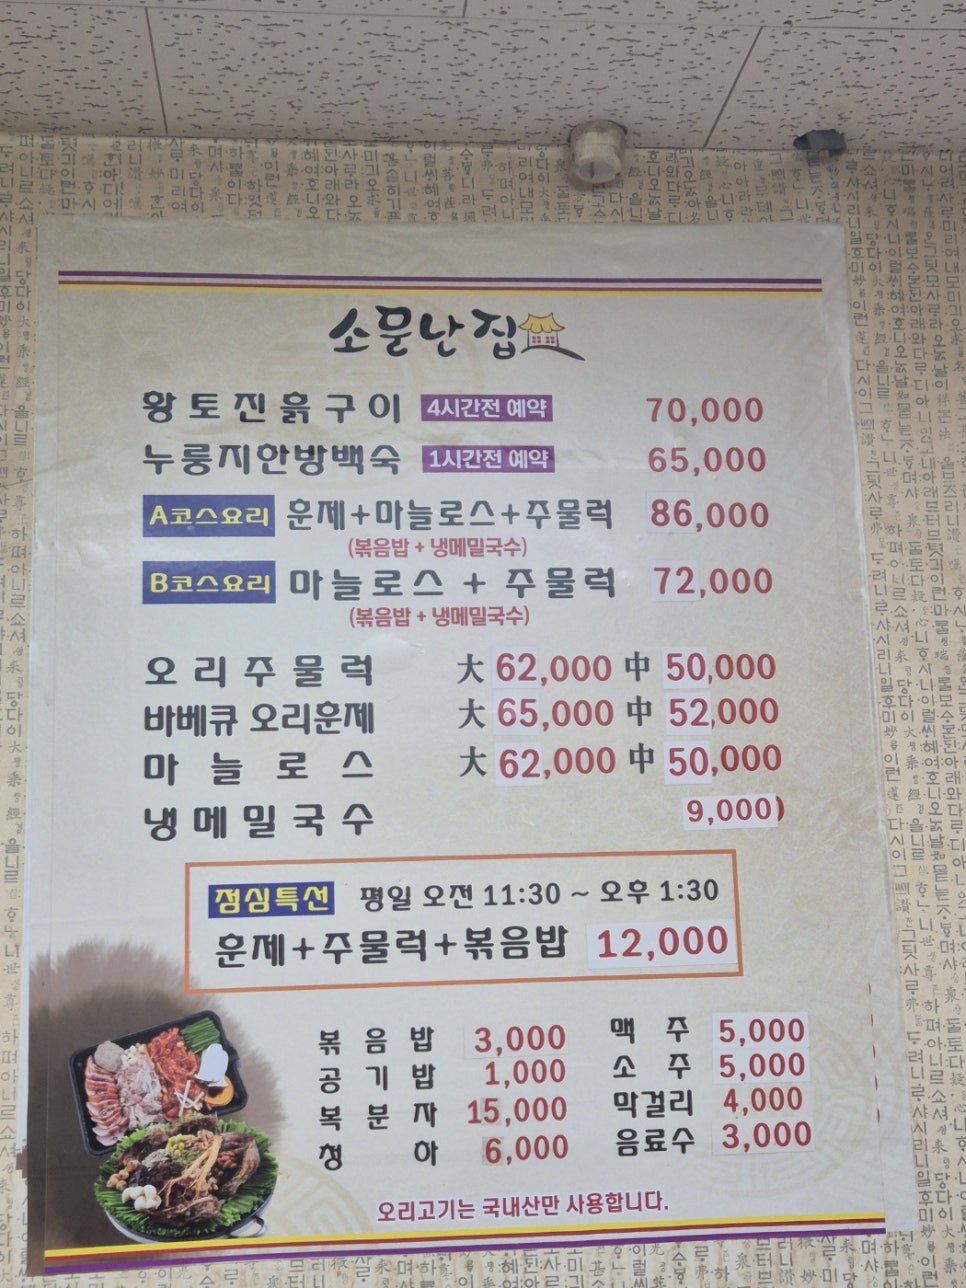 소문난집
황토진흙구이 4시간전 예약 70,000
누룽지한방백숙 1시간전 예약 65,000
A코스요리 훈제+마늘로스+주물럭 86,000
(볶음밥 + 냉메밀국수)
B코스요리 마늘로스 + 주물럭 72,000
(볶음밥 + 냉메밀국수)
오리주물럭 大 62,000 中 50,000
바베큐 오리훈제 大 65,000 中 52,000
마늘로스 大 62,000 中 50,000
냉메밀국수 9,000)
점심특선 평일 오전 11:30 ~ 오후 1:30
훈제+주물럭+볶음밥 12,000
볶음밥 3,000 맥주 5,000
공기밥 1,000 소주 5,000
복분자 15,000 막걸리 4,000
청하 6,000 음료수 3,000
오리고기는 국내산만 사용합니다.